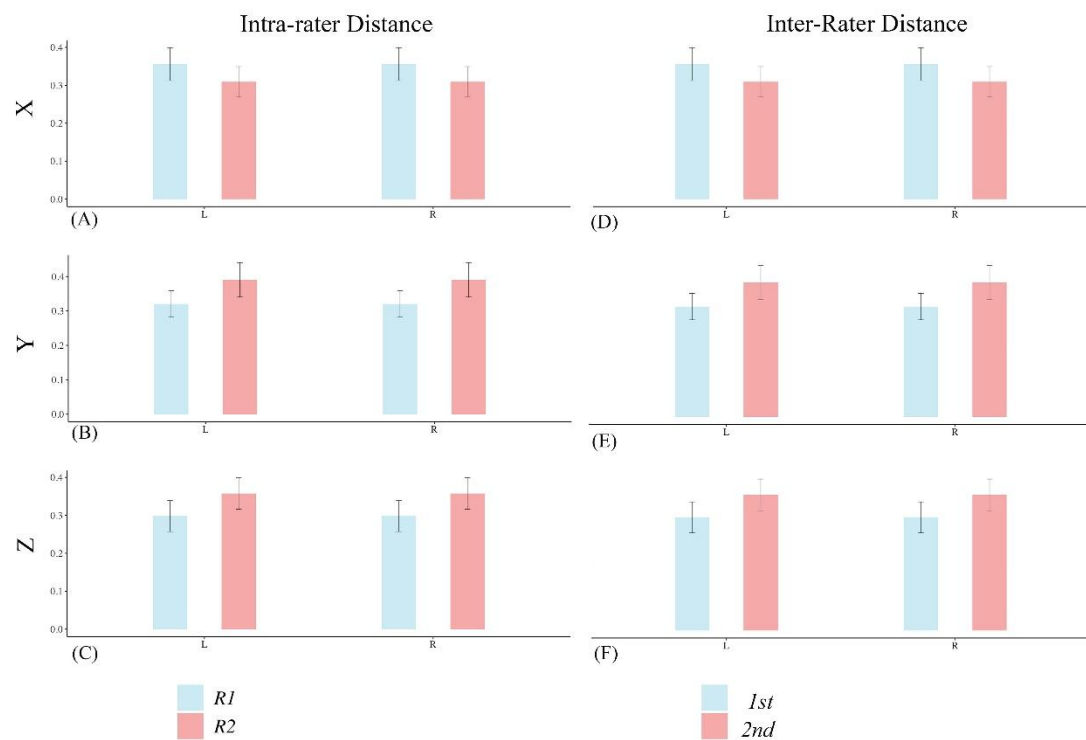 Intra-rater Distance
Inter-Rater Distance
X
0.4
0.3
0.2
0.1
0.0
(A)
L
R
(D)
L
R
Y
0.4
0.3
0.2
0.1
0.0
(B)
L
R
(E)
L
R
Z
0.4
0.3
0.2
0.1
0.0
(C)
L
R
(F)
L
R
R1
R2
1st
2nd